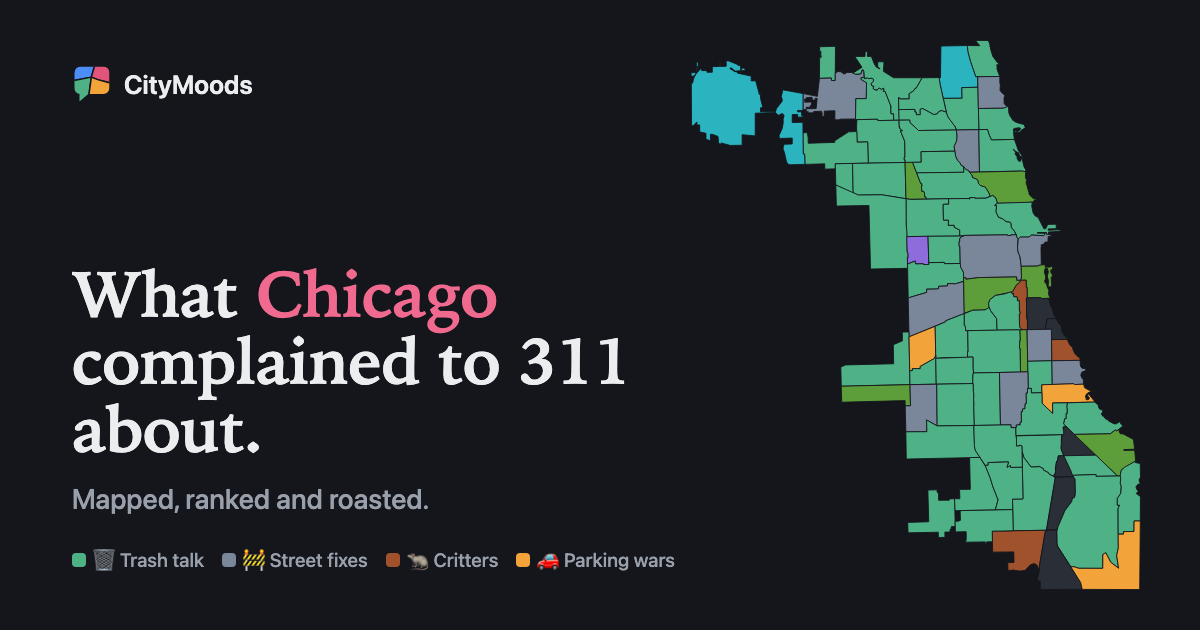 CityMoods
What Chicago
complained to 311
about.
Mapped, ranked and roasted.
Trash talk Street fixes Critters Parking wars